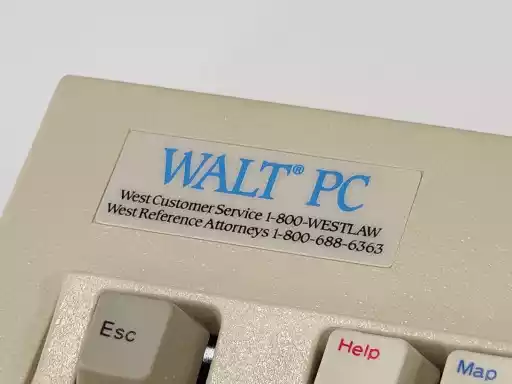 WALT® PC
West Customer Service 1-800-WESTLAW
West Reference Attorneys 1-800-688-6363
Esc
Help
Map